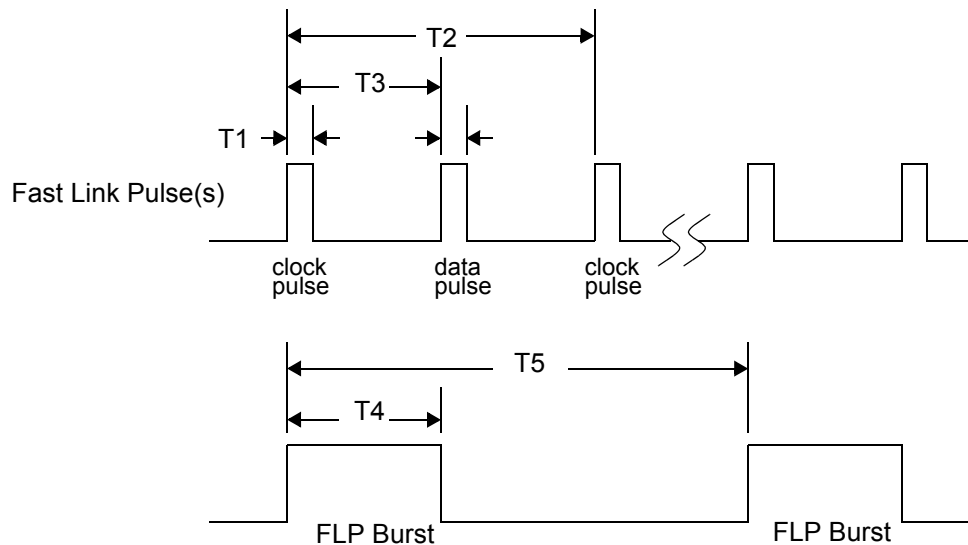 T2
T3
T1
Fast Link Pulse(s)
clock
pulse
data
pulse
clock
pulse
T5
T4
FLP Burst
FLP Burst